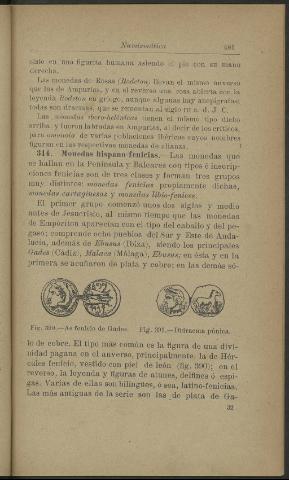 Numismática 481
siste en una figurita humana asiendo el pie con su mano
derecha.
Las monedas de Rosas (Rodeton) llevan el mismo anverso
que las de Ampurias, y en el reverso una rosa abierta con la
leyenda Rodeton en griego, aunque algunas hay anepígrafas;
todas son dracmas, que se remontan al siglo III a. de J. C.
Las monedas ibero-helénicas tienen el mismo tipo dicho
arriba y fueron labradas en Ampurias, al decir de los críticos,
para omonoia de varias poblaciones ibéricas cuyos nombres
figuran en las respectivas monedas de alianza.
344. Monedas hispano-fenicias.—Las monedas que
se hallan en la Península y Baleares con tipos é inscrip-
ciones fenicias son de tres clases y forman tres grupos
muy distintos: monedas fenicias propiamente dichas,
monedas cartaginesas y monedas libio-fenices.
El primer grupo comenzó unos dos siglos y medio
antes de Jesucristo, al mismo tiempo que las monedas
de Empórion aparecían con el tipo del caballo y del pe-
gaso; comprende ocho pueblos del Sur y Este de Anda-
lucía, además de Ebusus (Ibiza), siendo los principales
Gades (Cádiz), Malaca (Málaga), Ebusus; en ésta y en la
primera se acuñaron de plata y cobre; en las demás só-
Fig. 390.—As fenicio de Gades. Fig. 391.—Didracma púnica.
lo de cobre. El tipo más común es la figura de una divi-
nidad pagana en el anverso, principalmente la de Hér-
cules fenicio, vestido con piel de león (fig. 390); en el
reverso, la leyenda y figuras de atunes, delfines ó espi-
gas. Varias de ellas son bilingües, ó sea, latino-fenicias.
Las más antiguas de la serie son las de plata de Ga-
32